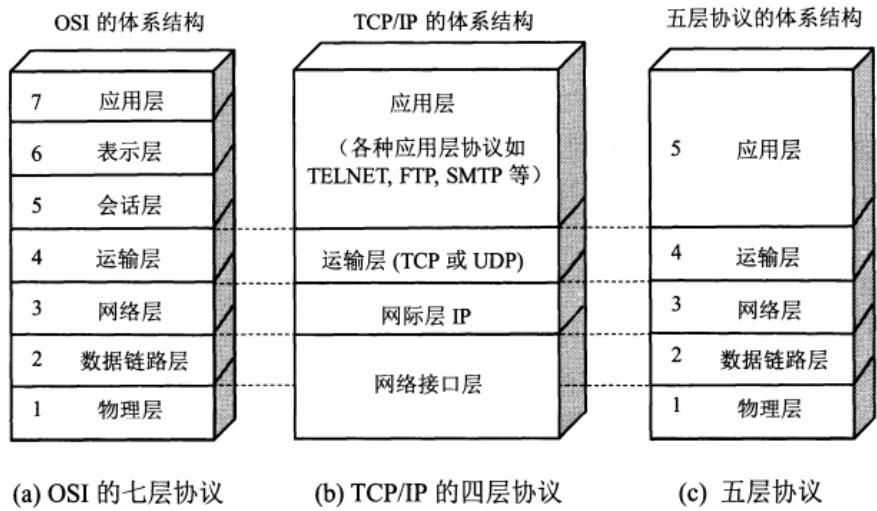 OSI 的体系结构
TCP/IP 的体系结构
五层协议的体系结构
7 应用层
6 表示层
5 会话层
4 运输层
3 网络层
2 数据链路层
1 物理层
应用层
（各种应用层协议如
TELNET, FTP, SMTP 等）
运输层 (TCP 或 UDP)
网际层 IP
网络接口层
5 应用层
4 运输层
3 网络层
2 数据链路层
1 物理层
(a) OSI 的七层协议
(b) TCP/IP 的四层协议
(c) 五层协议